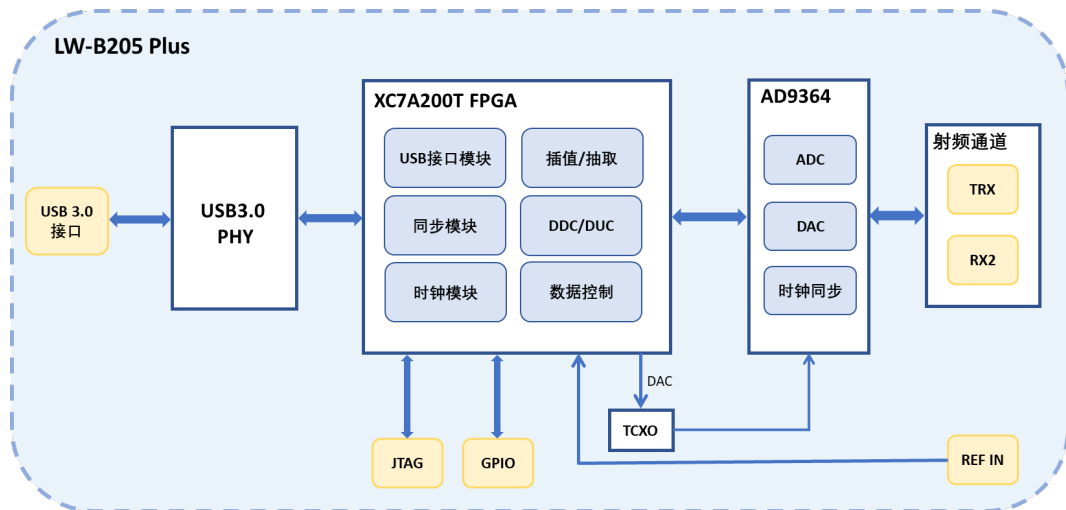 LW-B205 Plus
USB 3.0
接口
USB3.0
PHY
XC7A200T FPGA
USB接口模块
插值/抽取
同步模块
DDC/DUC
时钟模块
数据控制
AD9364
ADC
DAC
时钟同步
射频通道
TRX
RX2
DAC
TCXO
JTAG
GPIO
REF IN